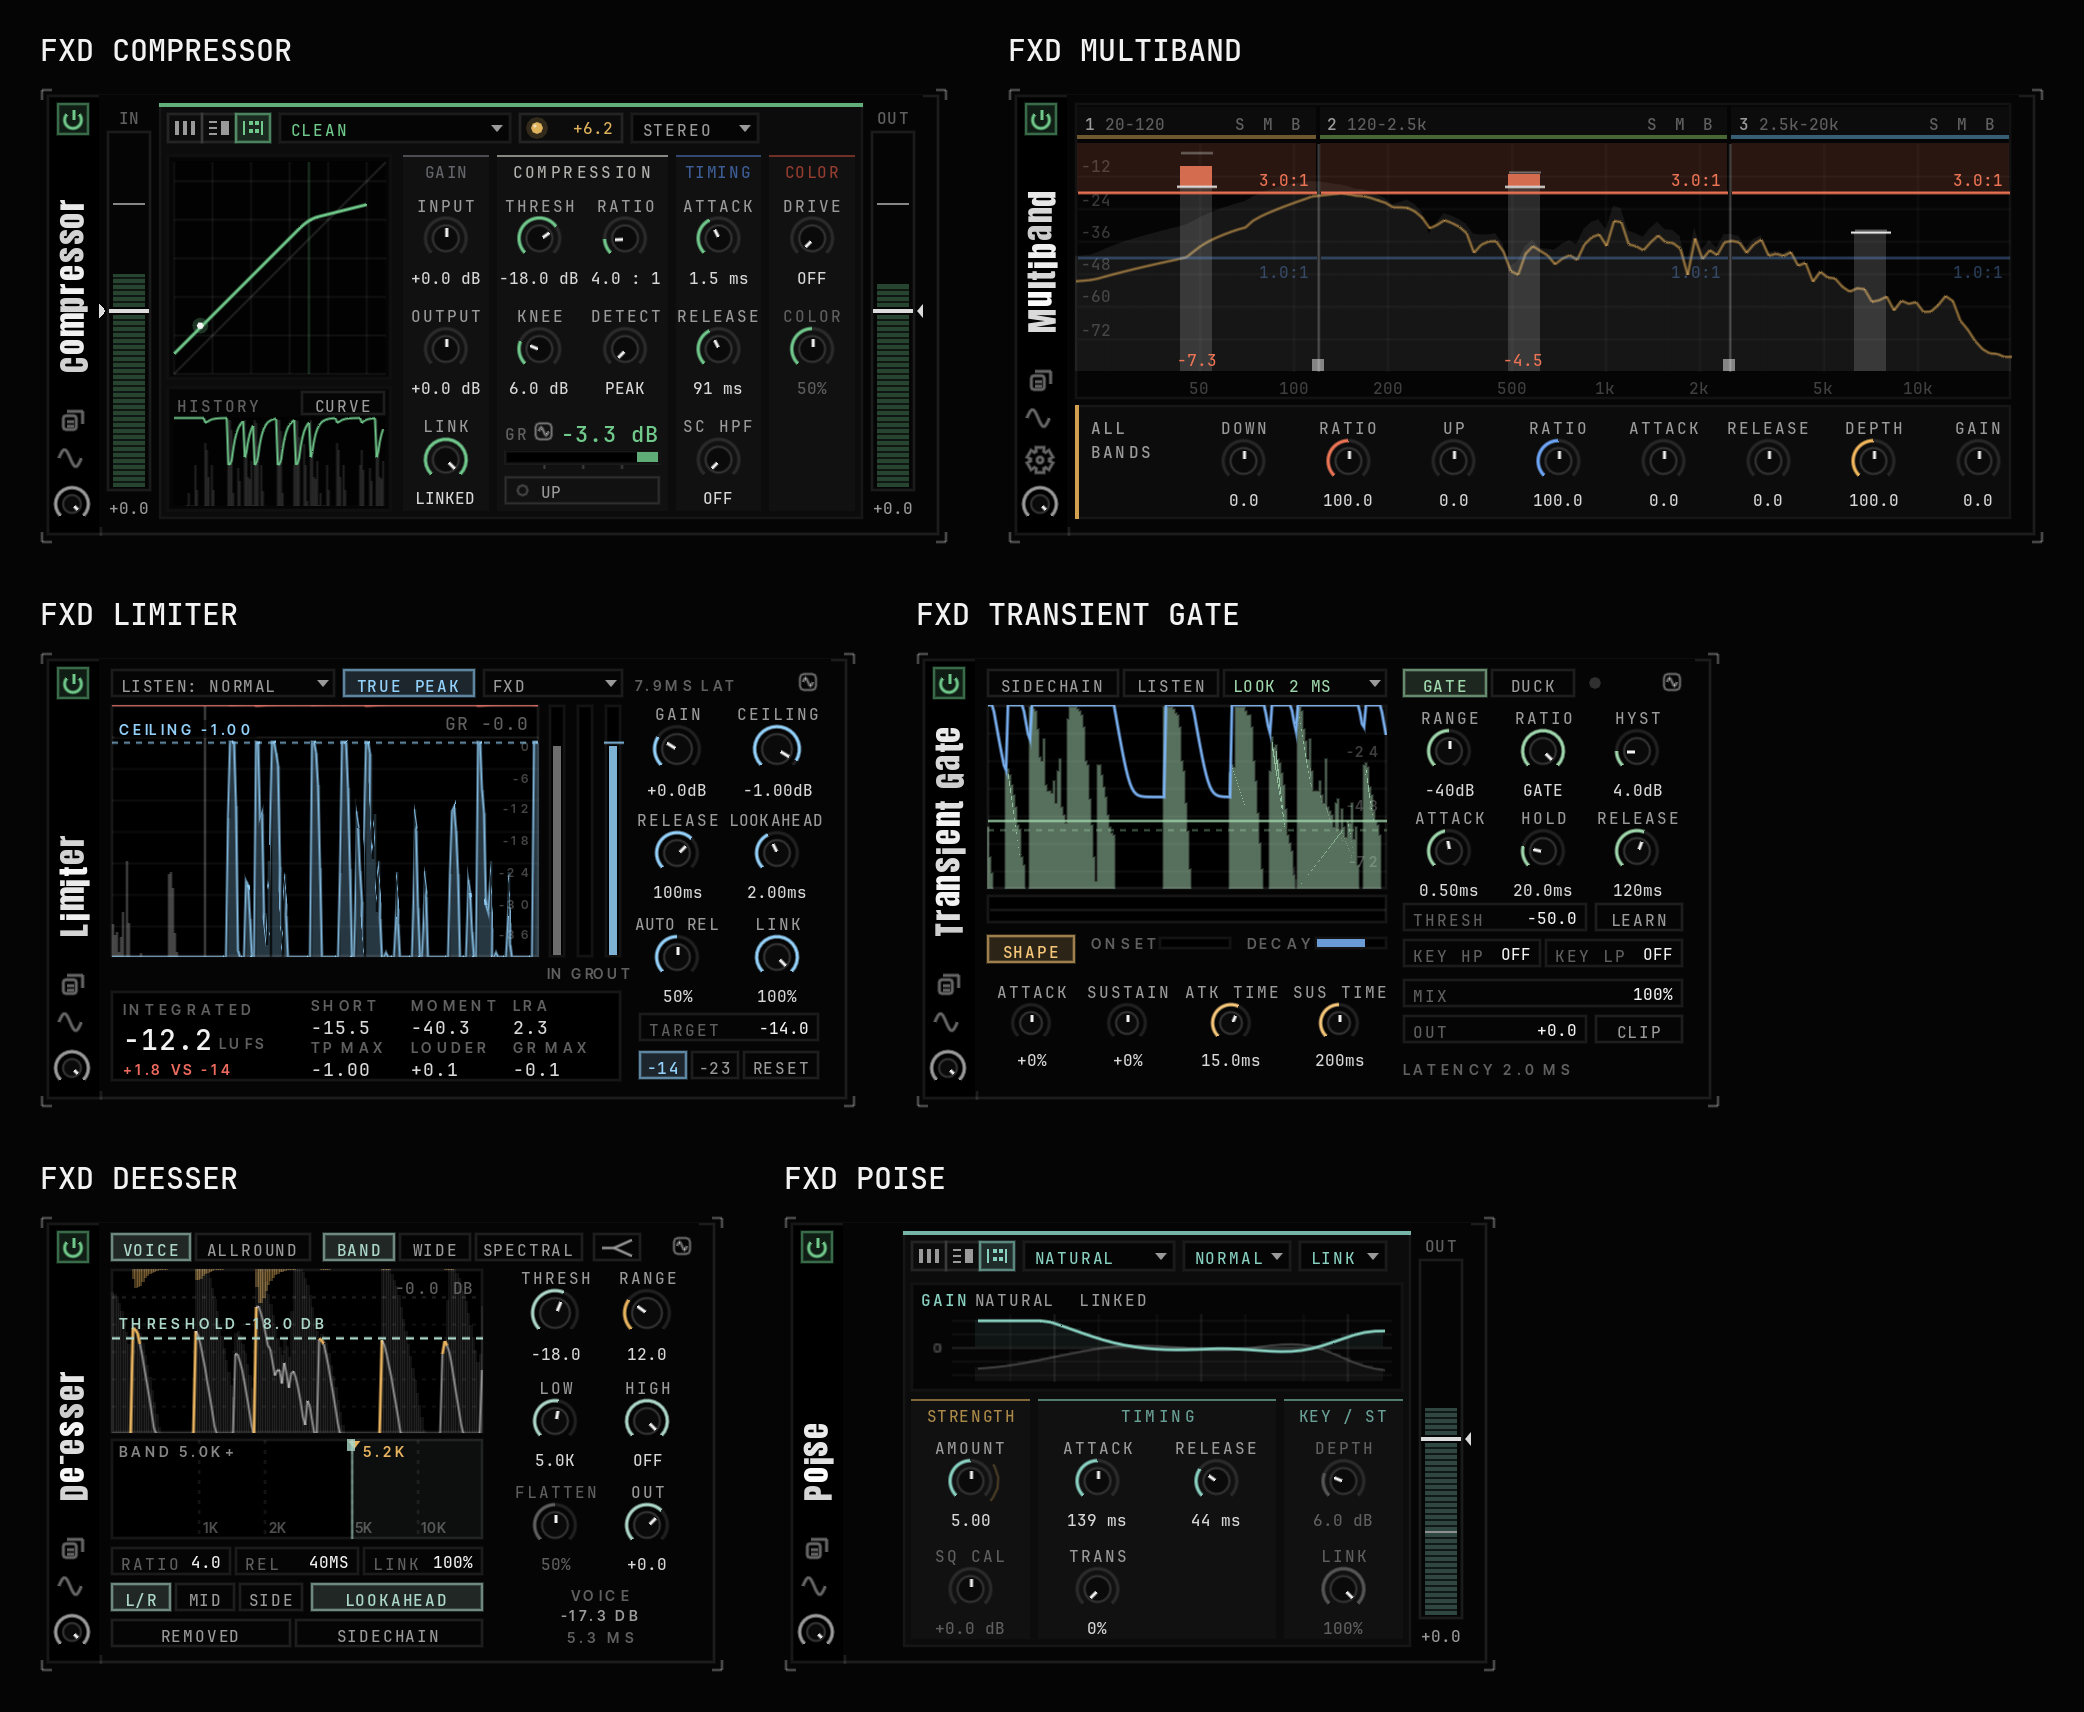 FXD COMPRESSOR
IN
CLEAN
+6.2
STEREO
OUT
GAIN
COMPRESSION
TIMING
COLOR
INPUT
THRESH
RATIO
ATTACK
DRIVE
+0.0 dB
-18.0 dB
4.0 : 1
1.5 ms
OFF
OUTPUT
KNEE
DETECT
RELEASE
COLOR
+0.0 dB
6.0 dB
PEAK
91 ms
50%
HISTORY
CURVE
LINK
GR
-3.3 dB
SC HPF
LINKED
UP
OFF
+0.0
+0.0
Compressor
FXD MULTIBAND
1 20-120
S M B
2 120-2.5k
S M B
3 2.5k-20k
S M B
-12
-24
-36
-48
-60
-72
3.0:1
3.0:1
3.0:1
1.0:1
1.0:1
1.0:1
-7.3
-4.5
50
100
200
500
1k
2k
5k
10k
ALL BANDS
DOWN
RATIO
UP
RATIO
ATTACK
RELEASE
DEPTH
GAIN
0.0
100.0
0.0
100.0
0.0
0.0
100.0
0.0
Multiband
FXD LIMITER
LISTEN: NORMAL
TRUE PEAK
FXD
7.9MS LAT
CEILING -1.00
GR -0.0
0
-6
-12
-18
-24
-30
-36
IN
GR
OUT
GAIN
CEILING
+0.0dB
-1.00dB
RELEASE
LOOKAHEAD
100ms
2.00ms
AUTO REL
LINK
50%
100%
INTEGRATED
-12.2 LUFS
+1.8 VS -14
SHORT
MOMENT
LRA
-15.5
-40.3
2.3
TP MAX
LOUDER
GR MAX
-1.00
+0.1
-0.1
TARGET
-14.0
-14
-23
RESET
Limiter
FXD TRANSIENT GATE
SIDECHAIN
LISTEN
LOOK 2 MS
GATE
DUCK
-24
-48
-72
RANGE
RATIO
HYST
-40dB
GATE
4.0dB
ATTACK
HOLD
RELEASE
0.50ms
20.0ms
120ms
THRESH
-50.0
LEARN
KEY HP
OFF
KEY LP
OFF
MIX
100%
OUT
+0.0
CLIP
LATENCY 2.0 MS
SHAPE
ONSET
DECAY
ATTACK
SUSTAIN
ATK TIME
SUS TIME
+0%
+0%
15.0ms
200ms
Transient Gate
FXD DEESSER
VOICE
ALLROUND
BAND
WIDE
SPECTRAL
-0.0 DB
THRESHOLD -18.0 DB
BAND 5.0K+
5.2K
1K
2K
5K
10K
THRESH
RANGE
-18.0
12.0
LOW
HIGH
5.0K
OFF
FLATTEN
OUT
50%
+0.0
RATIO
4.0
REL
40MS
LINK
100%
L/R
MID
SIDE
LOOKAHEAD
REMOVED
SIDECHAIN
VOICE
-17.3 DB
5.3 MS
De-esser
FXD POISE
NATURAL
NORMAL
LINK
OUT
GAIN NATURAL LINKED
0
STRENGTH
TIMING
KEY / ST
AMOUNT
ATTACK
RELEASE
DEPTH
5.00
139 ms
44 ms
6.0 dB
SQ CAL
TRANS
LINK
+0.0 dB
0%
100%
+0.0
Poise